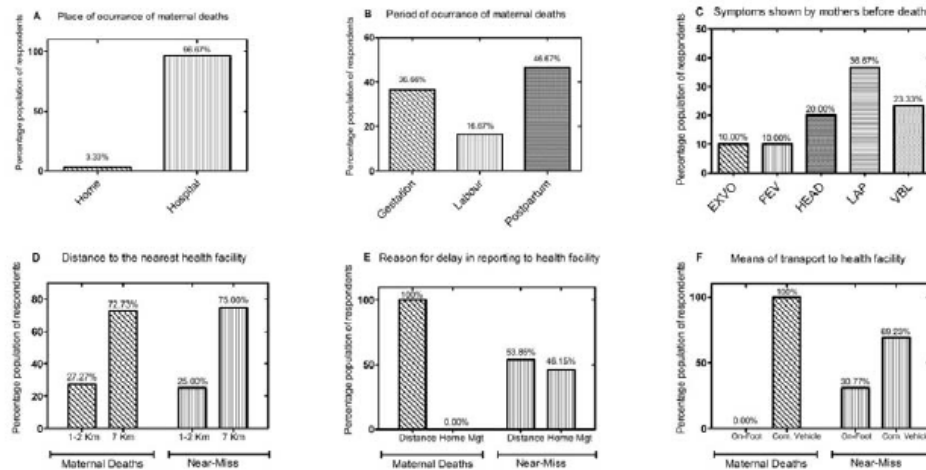 A Place of ocurrance of maternal deaths
Percentage population of respondents
100
50
0
3.33%
96.67%
Home
Hospital
B Period of ocurrance of maternal deaths
Percentage population of respondents
60
40
20
0
36.66%
16.67%
46.67%
Gestation
Labour
Postpartum
C Symptoms shown by mothers before death
Percentage population of respondents
50
40
30
20
10
0
10.00%
10.00%
20.00%
36.67%
23.33%
EXVO
FEV
HEAD
LAP
VBL
D Distance to the nearest health facility
Percentage population of respondents
80
60
40
20
0
27.27%
72.73%
25.00%
75.00%
1-2 Km 7 Km 1-2 Km 7 Km
Maternal Deaths Near-Miss
E Reason for delay in reporting to health facility
Percentage population of respondents
100
50
0
100%
0.00%
53.85%
46.15%
Distance Home Mgt Distance Home Mgt
Maternal Deaths Near-Miss
F Means of transport to health facility
Percentage population of respondents
100
50
0
0.00%
100%
30.77%
69.23%
On-Foot Com. Vehicle On-Foot Com. Vehicle
Maternal Deaths Near-Miss